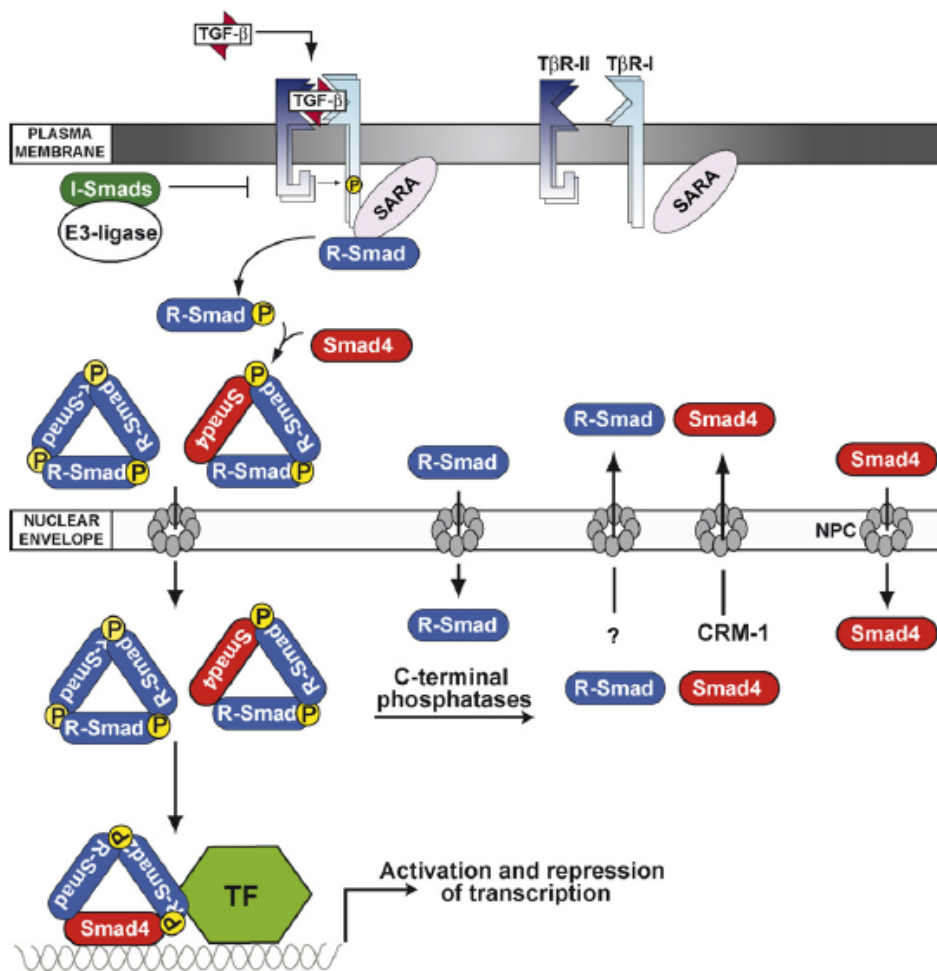 TGF-β
TβR-II
TβR-I
TGF-β
PLASMA
MEMBRANE
P
I-Smads
E3-ligase
SARA
SARA
R-Smad
R-Smad
P
Smad4
P
R-Smad
R-Smad
P
R-Smad
P
P
Smad4
R-Smad
R-Smad
P
R-Smad
R-Smad
Smad4
Smad4
NUCLEAR
ENVELOPE
NPC
P
R-Smad
R-Smad
P
R-Smad
P
P
Smad4
R-Smad
R-Smad
P
R-Smad
?
CRM-1
Smad4
C-terminal
phosphatases
R-Smad
Smad4
P
R-Smad
R-Smad2
P
Smad4
TF
Activation and repression
of transcription